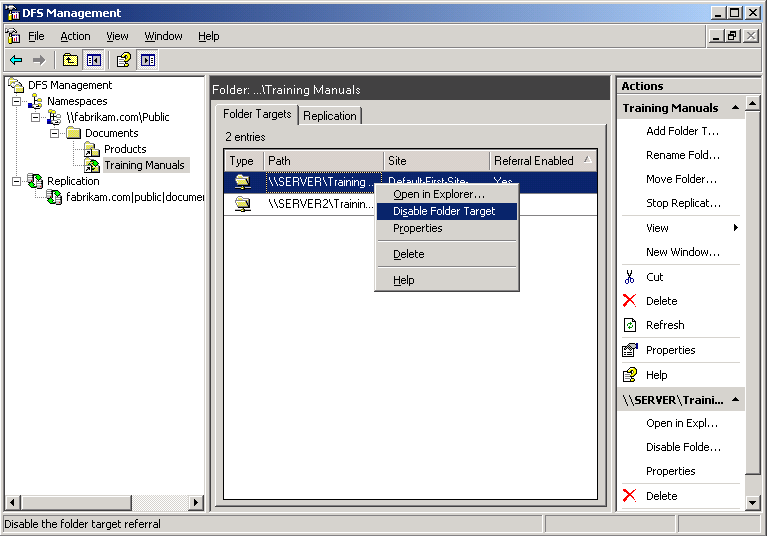 DFS Management
File Action View Window Help
DFS Management
Namespaces
\\fabrikam.com\Public
Documents
Products
Training Manuals
Replication
fabrikam.com|public|docume
Folder: ...\Training Manuals
Folder Targets Replication
2 entries
Type Path Site Referral Enabled
\\SERVER\Training ... Default-First-Site- Yes
\\SERVER2\Trainin...
Open in Explorer...
Disable Folder Target
Properties
Delete
Help
Actions
Training Manuals
Add Folder T...
Rename Fold...
Move Folder...
Stop Replicat...
View
New Window...
Cut
Delete
Refresh
Properties
Help
\\SERVER\Traini...
Open in Expl...
Disable Folde...
Properties
Delete
Disable the folder target referral